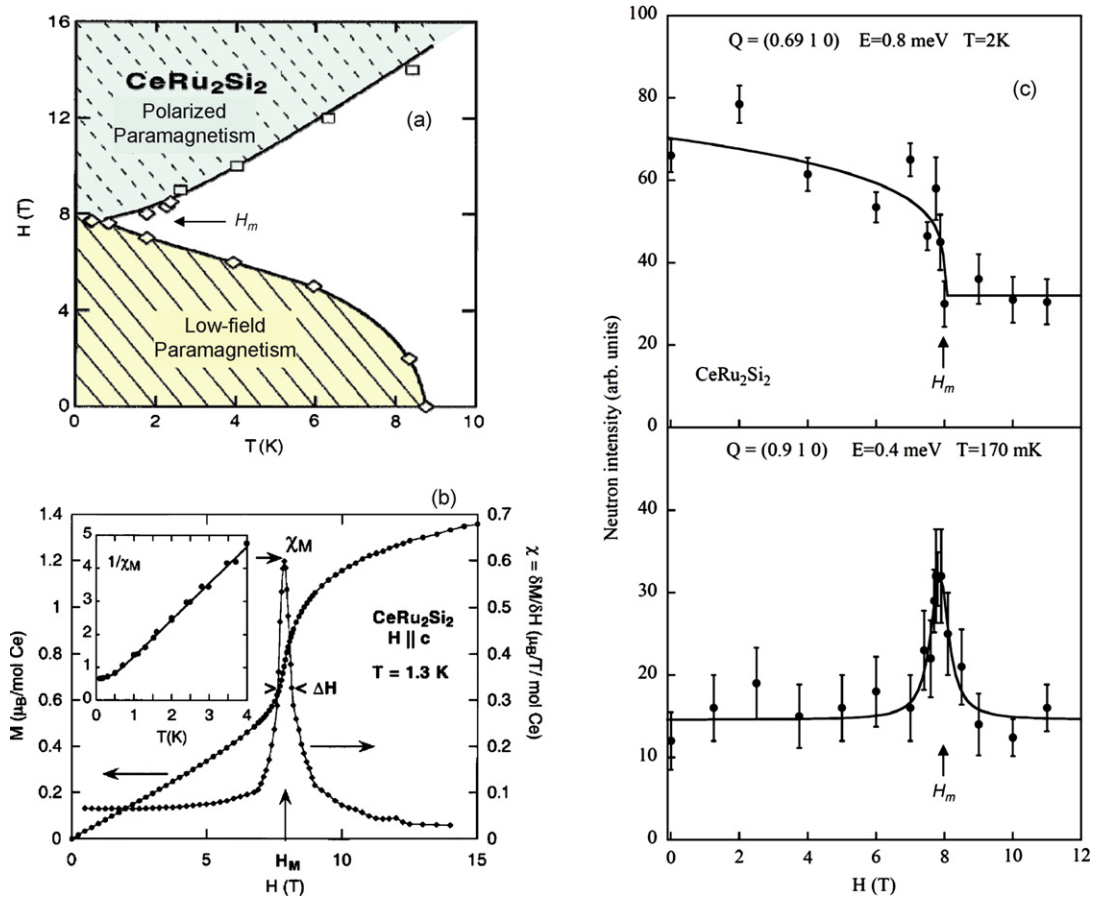 16
12
8
4
0
H (T)
CeRu₂Si₂
Polarized
Paramagnetism
(a)
Hₘ
Low-field
Paramagnetism
0 2 4 6 8 10
T(K)
(b)
1.4
1.2
1.0
0.8
0.6
0.4
0.2
0
M (μB/mol Ce)
5
4
3
2
1
0
1/χM
0 1 2 3 4
T(K)
χM
CeRu₂Si₂
H || c
T = 1.3 K
ΔH
0.7
0.6
0.5
0.4
0.3
0.2
0.1
0
χ = δM/δH (μB/T/ mol Ce)
0 5 HM 10 15
H (T)
100
80
60
40
20
0
Q = (0.69 1 0) E=0.8 meV T=2K
(c)
Hₘ
CeRu₂Si₂
Neutron intensity (arb. units)
Q = (0.9 1 0) E=0.4 meV T=170 mK
40
30
20
10
0
Hₘ
0 2 4 6 8 10 12
H (T)